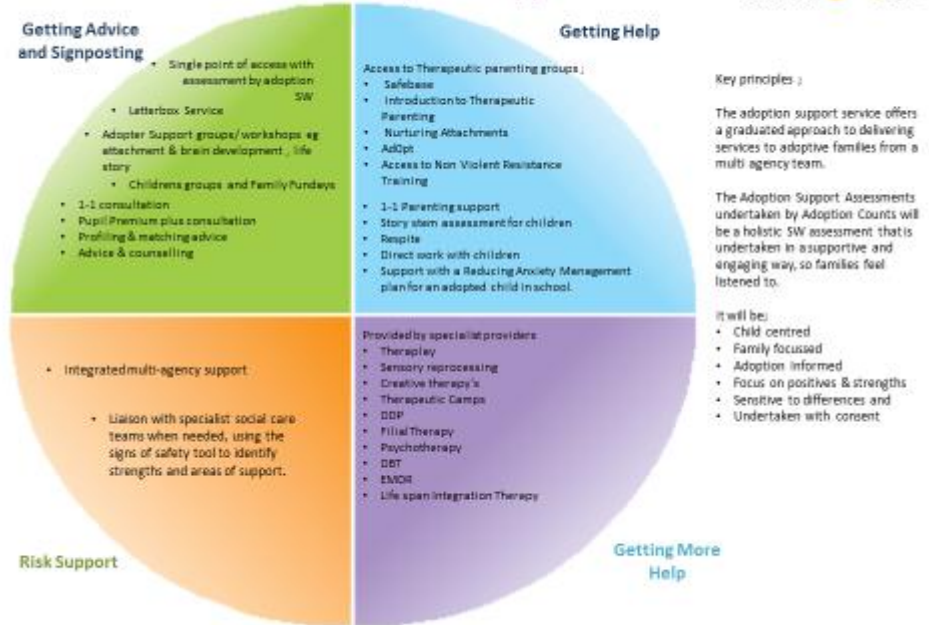 Getting Advice
and Signposting
Single point of access with
assessment by adoption
SW
• Letterbox Service
• Adopter Support groups/workshops eg
attachment & brain development , life
story
• Childrens groups and Family Fundays
• 1-1 consultation
• Pupil Premium plus consultation
• Profiling & matching advice
• Advice & counselling
Getting Help
Access to Therapeutic parenting groups ;
• Safebase
• Introduction to Therapeutic
Parenting
• Nurturing Attachments
• AdOpt
• Access to Non Violent Resistance
Training
• 1-1 Parenting support
• Story stem assessment for children
• Respite
• Direct work with children
• Support with a Reducing Anxiety Management
plan for an adopted child in school.
• Integrated multi-agency support
• Liaison with specialist social care
teams when needed, using the
signs of safety tool to identify
strengths and areas of support.
Risk Support
Provided by specialist providers
• Theraplay
• Sensory reprocessing
• Creative therapy's
• Therapeutic Camps
• DDP
• Filial Therapy
• Psychotherapy
• DBT
• EMDR
• Life span Integration Therapy
Getting More
Help
Key principles ;
The adoption support service offers
a graduated approach to delivering
services to adoptive families from a
multi agency team.
The Adoption Support Assessments
undertaken by Adoption Counts will
be a holistic SW assessment that is
undertaken in a supportive and
engaging way, so families feel
listened to.
It will be;
• Child centred
• Family focussed
• Adoption Informed
• Focus on positives & strengths
• Sensitive to differences and
• Undertaken with consent